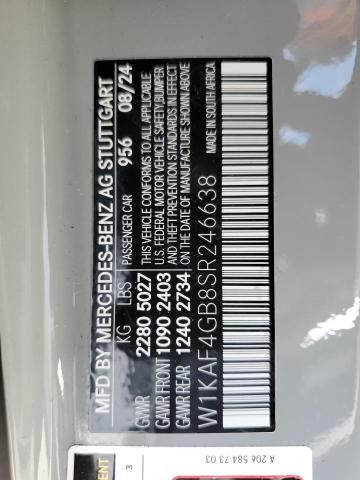 MFD BY MERCEDES-BENZ AG STUTTGART
KG LBS PASSENGER CAR 956 08/24
GVWR 2280 5027 THIS VEHICLE CONFORMS TO ALL APPLICABLE
GAWR FRONT 1090 2403 U.S. FEDERAL MOTOR VEHICLE SAFETY,BUMPER,
GAWR REAR 1240 2734 AND THEFT PREVENTION STANDARDS IN EFFECT
ON THE DATE OF MANUFACTURE SHOWN ABOVE
W1KAF4GB8SR246638 MADE IN SOUTH AFRICA
A 206 584 73 03
3